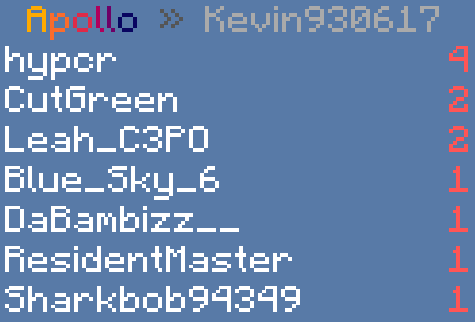 Apollo » Kevin930617
hypcr 4
CutGreen 2
Leah_C3PO 2
Blue_Sky_6 1
DaBambizz__ 1
ResidentMaster 1
Sharkbob94349 1